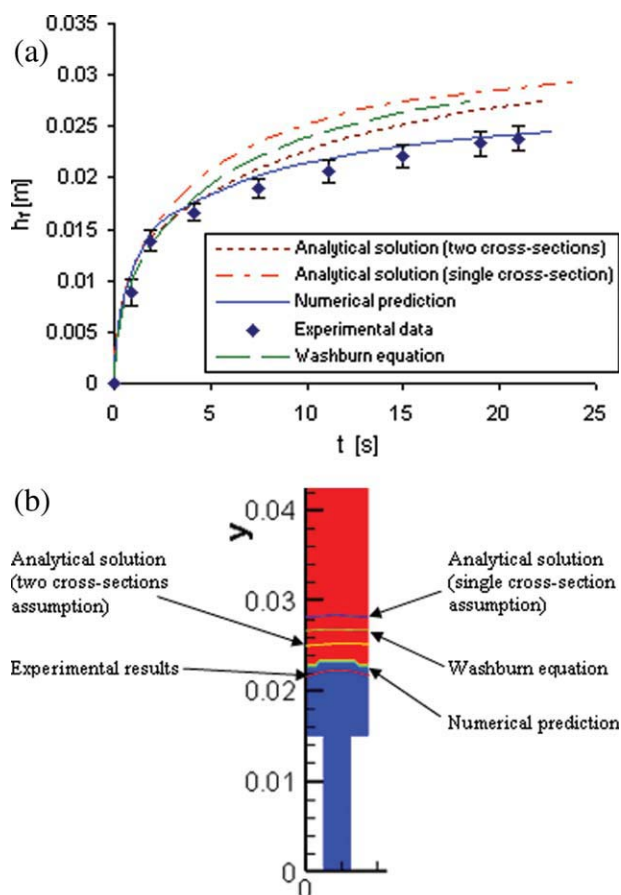 (a)
0.035
0.03
0.025
0.02
0.015
0.01
0.005
0
hr[m]
Analytical solution (two cross-sections)
Analytical solution (single cross-section)
Numerical prediction
Experimental data
Washburn equation
0 5 10 15 20 25
t [s]
(b)
y
0.04
0.03
0.02
0.01
0
0
Analytical solution
(two cross-sections
assumption)
Experimental results
Analytical solution
(single cross-section
assumption)
Washburn equation
Numerical prediction